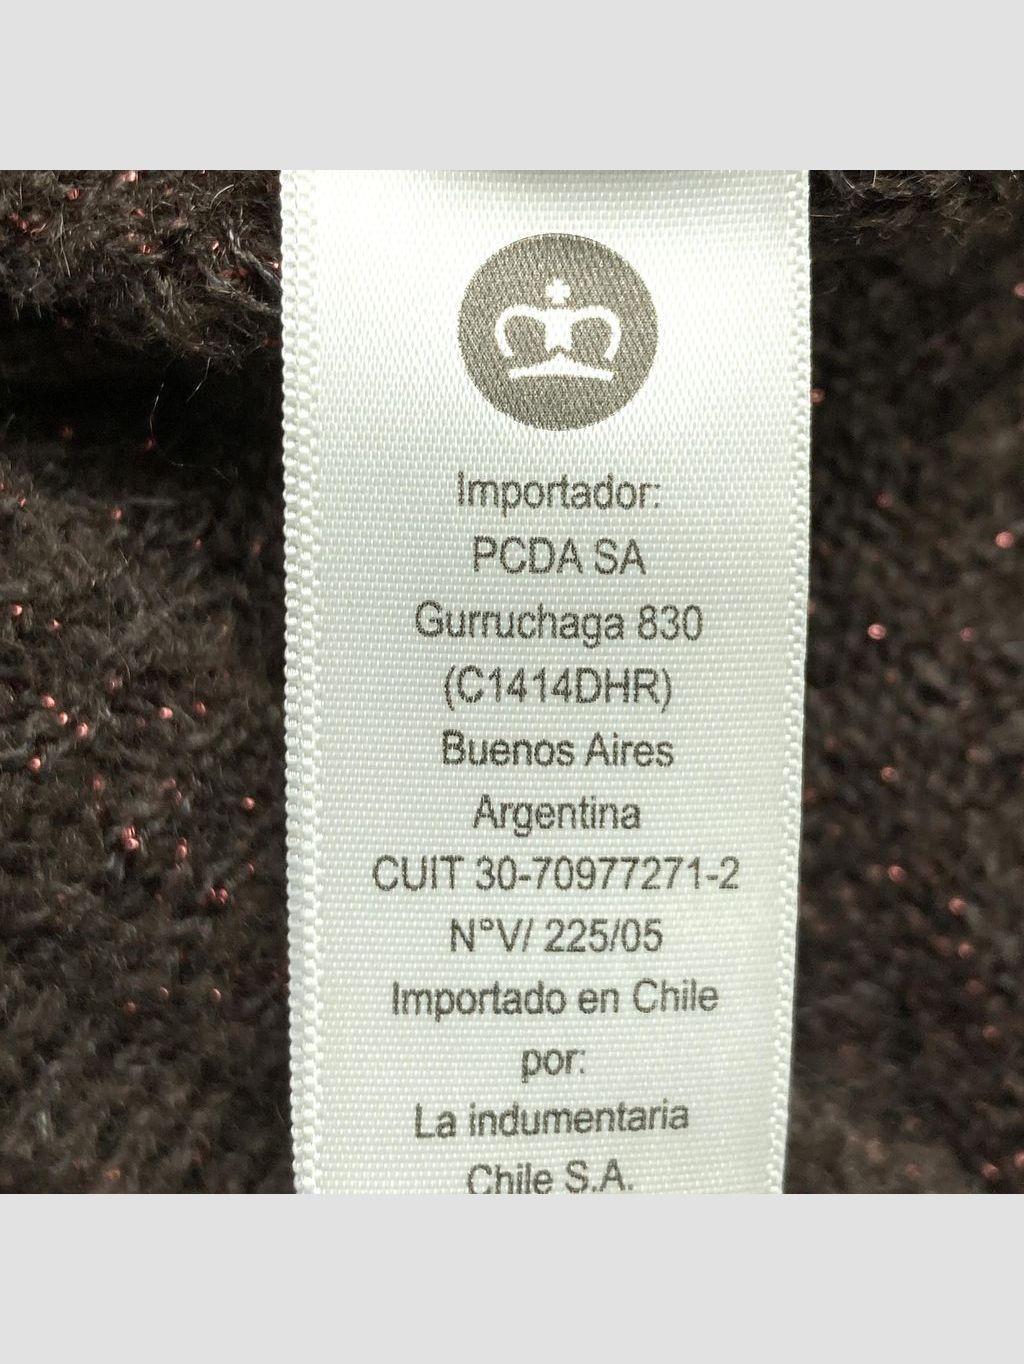 Importador:
PCDA SA
Gurruchaga 830
(C1414DHR)
Buenos Aires
Argentina
CUIT 30-70977271-2
N°V/ 225/05
Importado en Chile
por:
La indumentaria
Chile S.A.